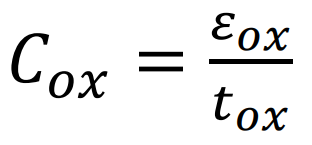 C_ox = ε_ox / t_ox